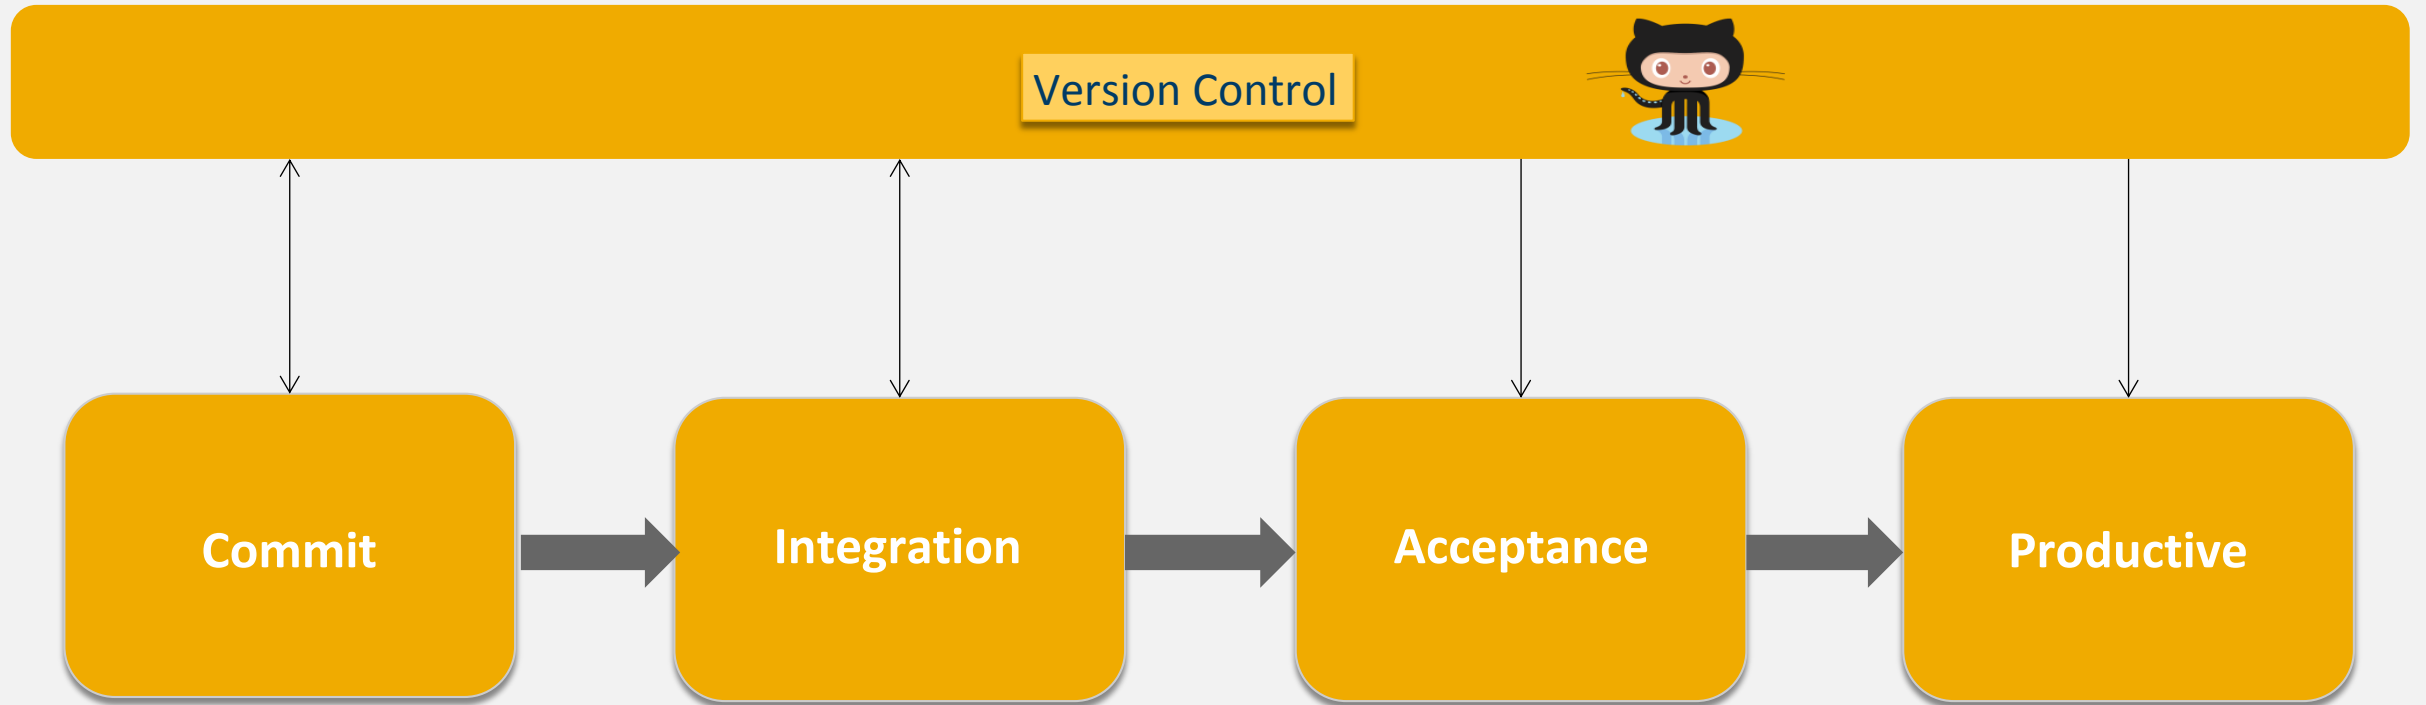 Version Control
Commit
Integration
Acceptance
Productive